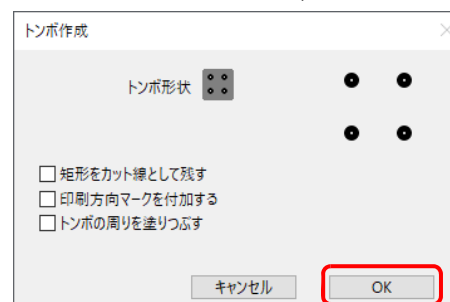 トンボ作成
トンボ形状
矩形をカット線として残す
印刷方向マークを付加する
トンボの周りを塗りつぶす
キャンセル
OK